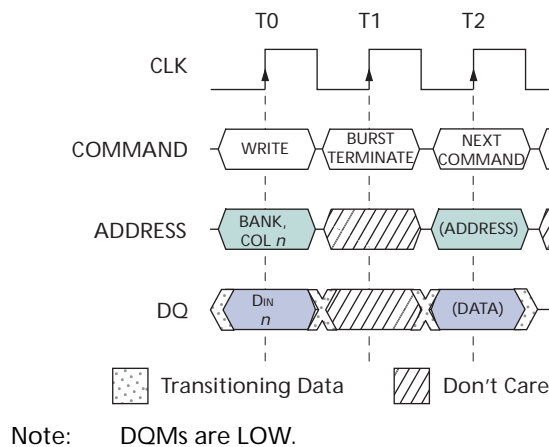 T0 T1 T2
CLK
COMMAND WRITE BURST TERMINATE NEXT COMMAND
ADDRESS BANK, COL n (ADDRESS)
DQ DIN n (DATA)
Transitioning Data Don't Care
Note: DQMs are LOW.